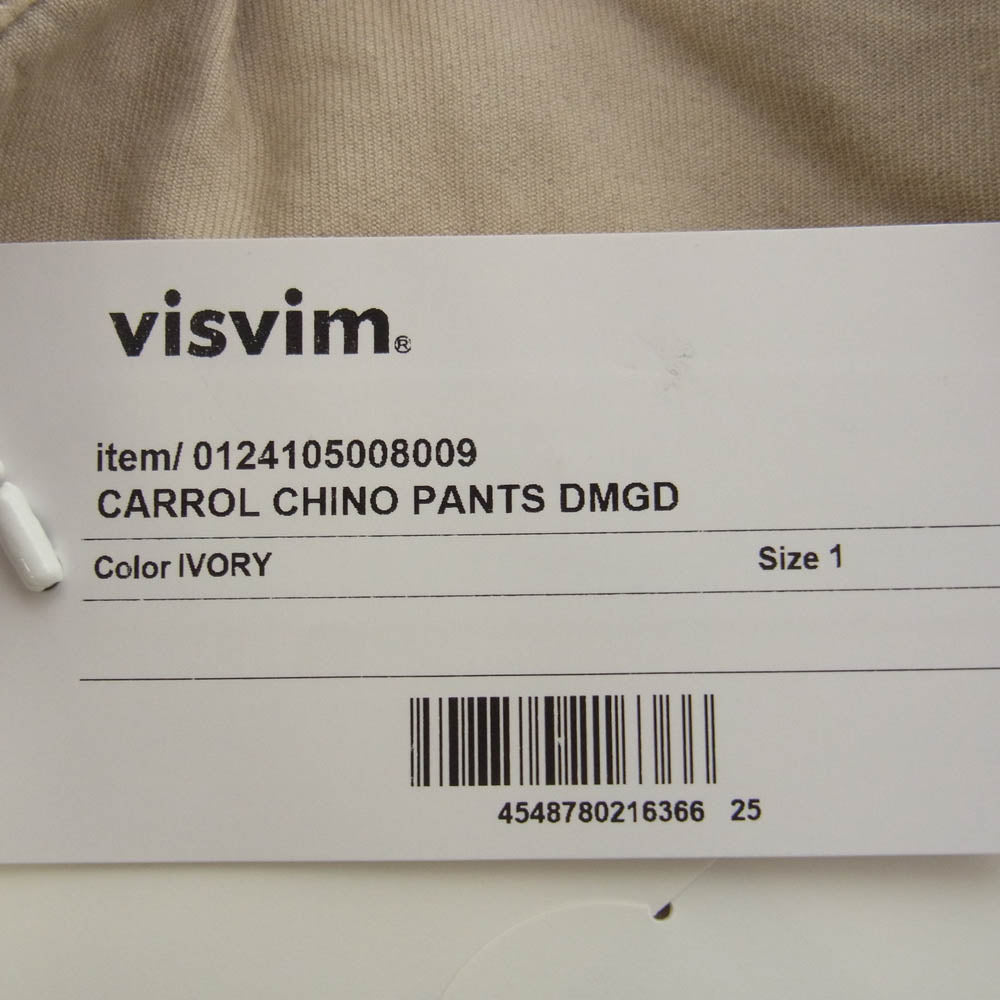 visvim®
item/ 0124105008009
CARROL CHINO PANTS DMGD
Color IVORY Size 1
4548780216366 25